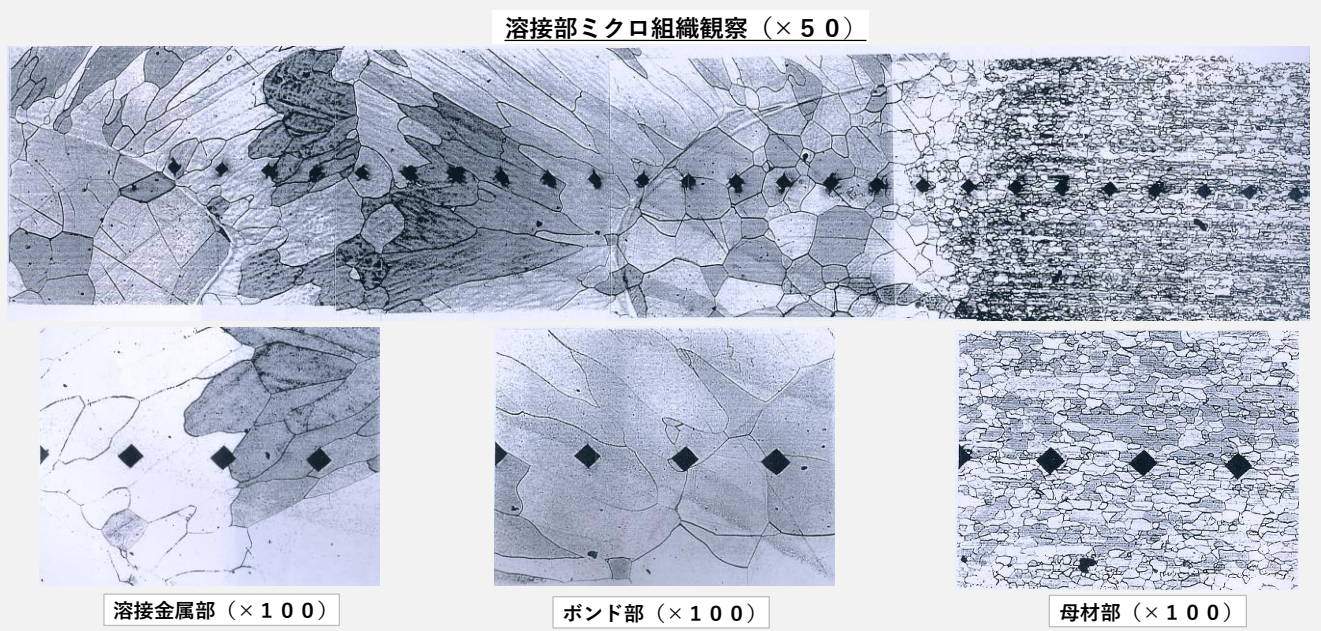 溶接部ミクロ組織観察（×５０）
溶接金属部（×１００）
ボンド部（×１００）
母材部（×１００）